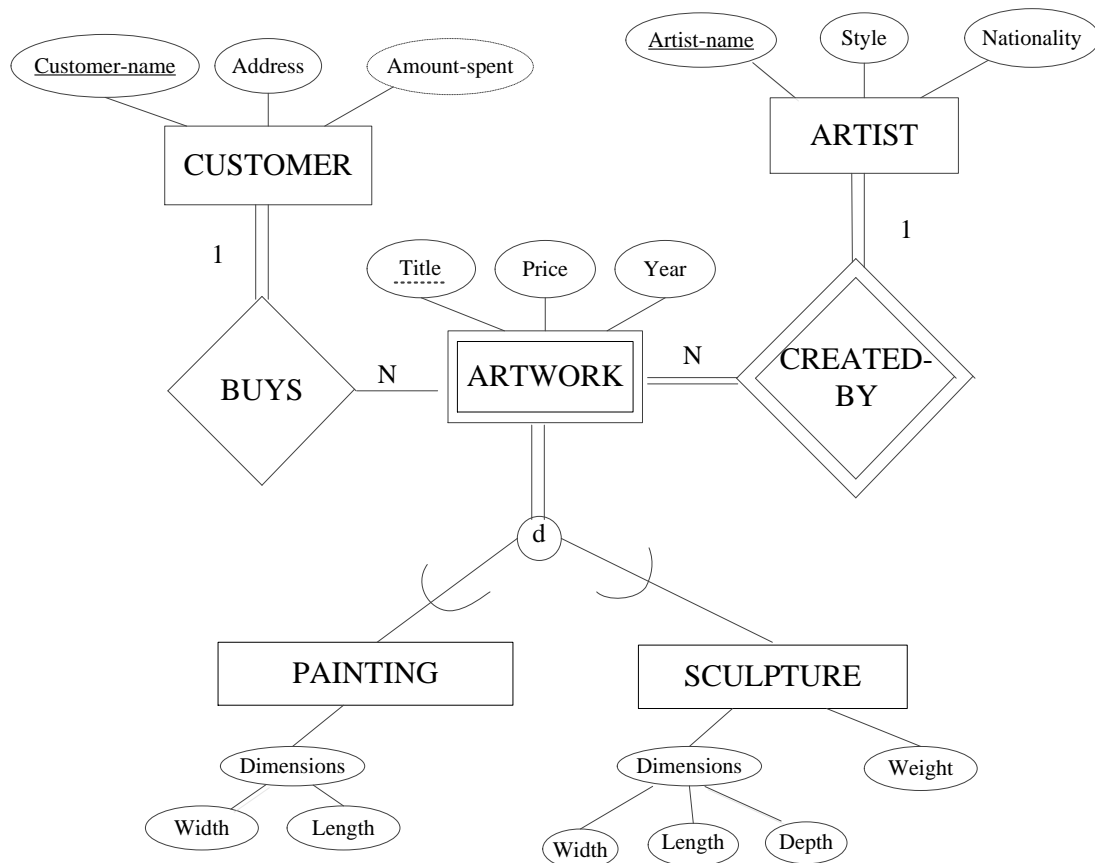 Artist-name
Style
Nationality
Customer-name
Address
Amount-spent
ARTIST
CUSTOMER
1
1
Title
Price
Year
N
N
BUYS
ARTWORK
CREATED-
BY
d
PAINTING
SCULPTURE
Dimensions
Dimensions
Weight
Width
Length
Width
Length
Depth